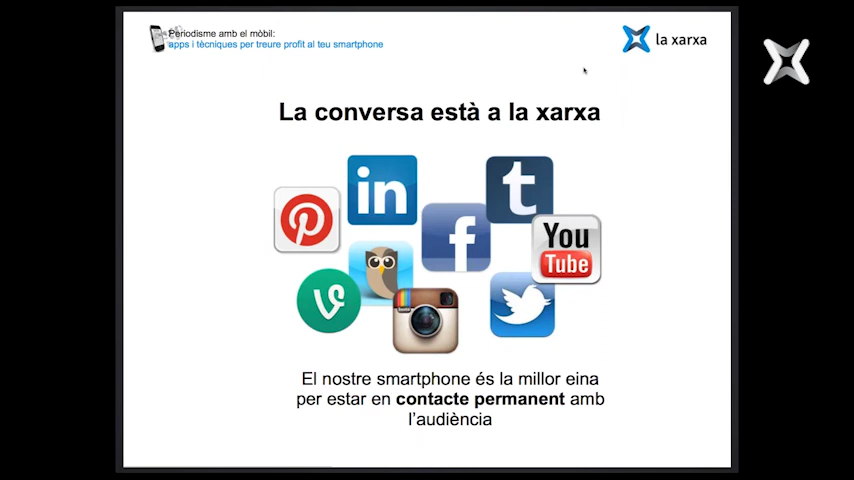 Periodisme amb el mòbil:
apps i tècniques per treure profit al teu smartphone
la xarxa
La conversa està a la xarxa
in
t
P
f
You
Tube
V
El nostre smartphone és la millor eina
per estar en contacte permanent amb
l'audiència